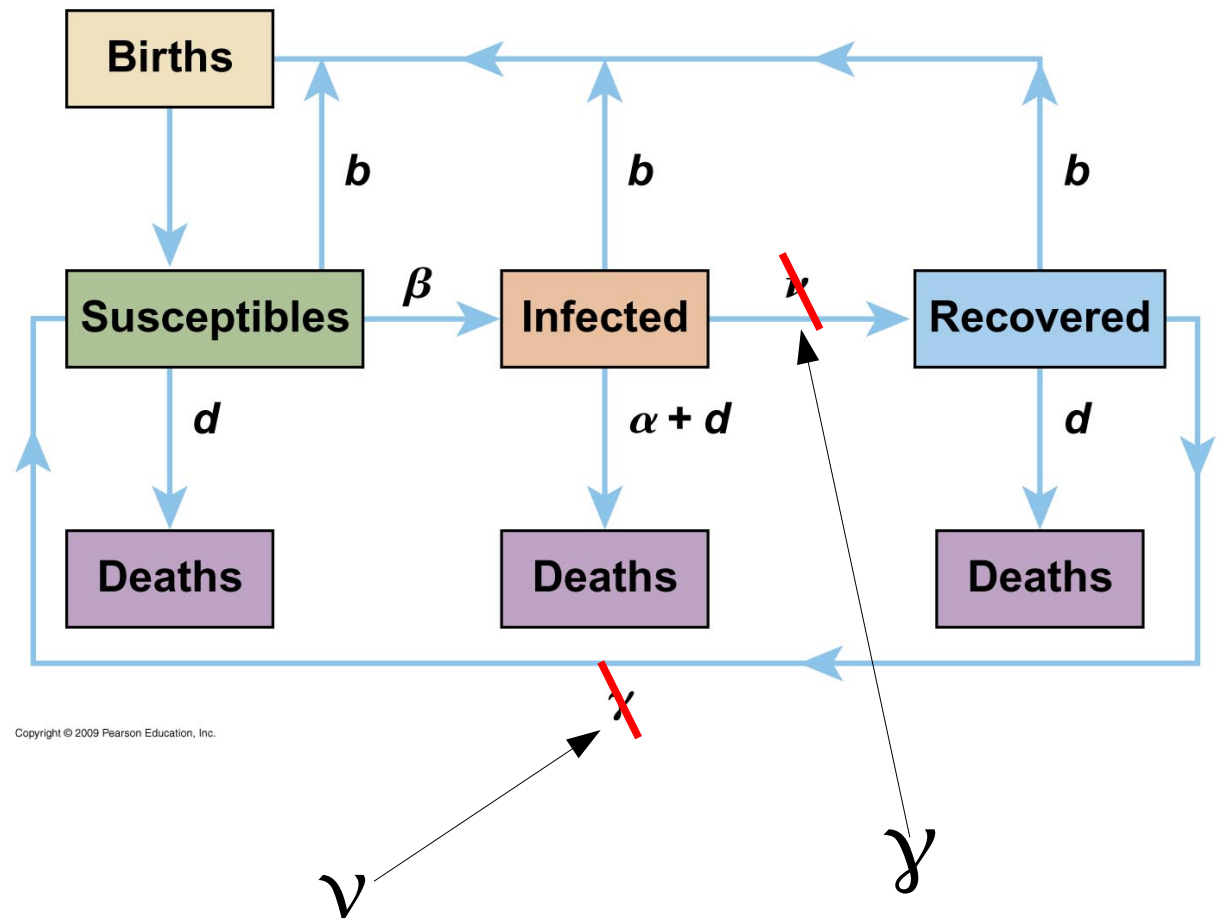 Births
b
b
b
Susceptibles
β
Infected
ν
Recovered
d
α + d
d
Deaths
Deaths
Deaths
γ
Copyright © 2009 Pearson Education, Inc.
ν
γ